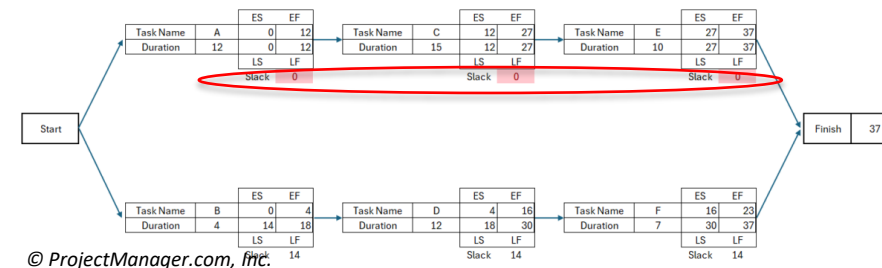 ES EF ES EF ES EF
Task Name A 0 12 Task Name C 12 27 Task Name E 27 37
Duration 12 0 12 Duration 15 12 27 Duration 10 27 37
LS LF LS LF LS LF
Slack 0 Slack 0 Slack 0
Start Finish 37
ES EF ES EF ES EF
Task Name B 0 4 Task Name D 4 16 Task Name F 16 23
Duration 4 14 18 Duration 12 18 30 Duration 7 30 37
LS LF LS LF LS LF
Slack 14 Slack 14 Slack 14
© ProjectManager.com, Inc.